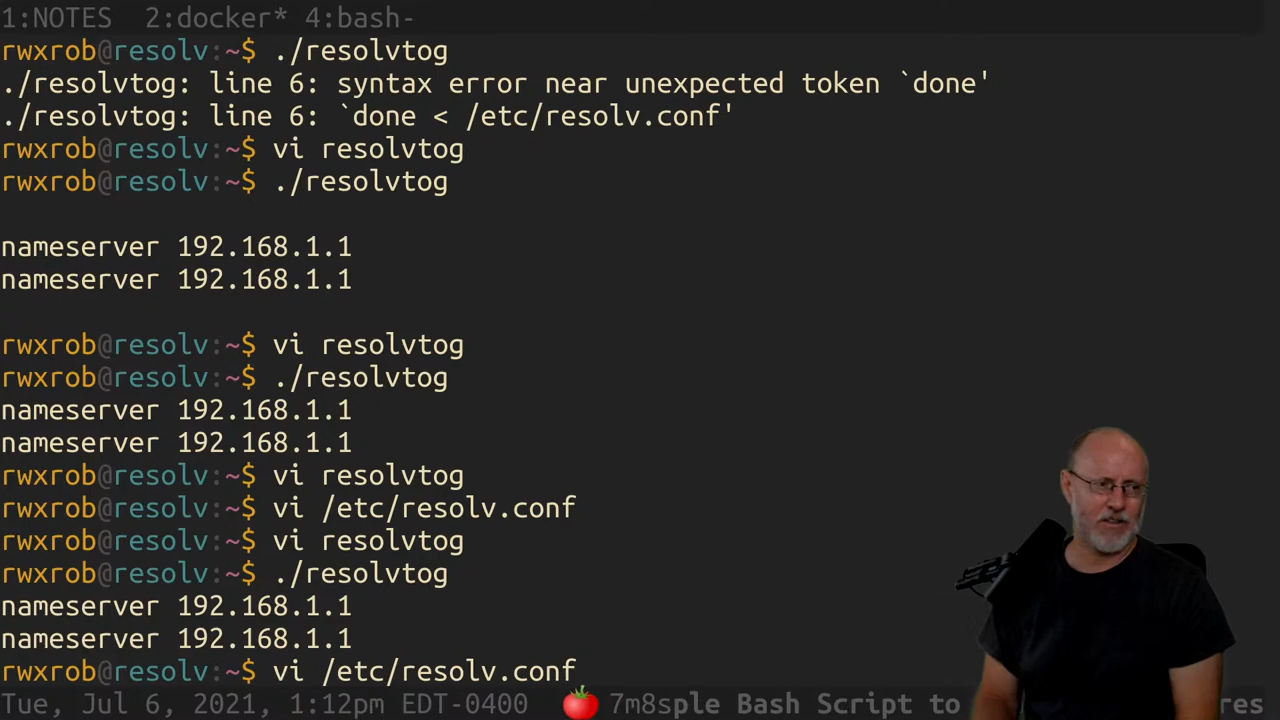 1:NOTES  2:docker* 4:bash-
rwxrob@resolv:~$ ./resolvtog
./resolvtog: line 6: syntax error near unexpected token `done'
./resolvtog: line 6: `done < /etc/resolv.conf'
rwxrob@resolv:~$ vi resolvtog
rwxrob@resolv:~$ ./resolvtog
nameserver 192.168.1.1
nameserver 192.168.1.1
rwxrob@resolv:~$ vi resolvtog
rwxrob@resolv:~$ ./resolvtog
nameserver 192.168.1.1
nameserver 192.168.1.1
rwxrob@resolv:~$ vi resolvtog
rwxrob@resolv:~$ vi /etc/resolv.conf
rwxrob@resolv:~$ vi resolvtog
rwxrob@resolv:~$ ./resolvtog
nameserver 192.168.1.1
nameserver 192.168.1.1
rwxrob@resolv:~$ vi /etc/resolv.conf
Tue, Jul 6, 2021, 1:12pm EDT-0400 🍅 7m8sple Bash Script to res